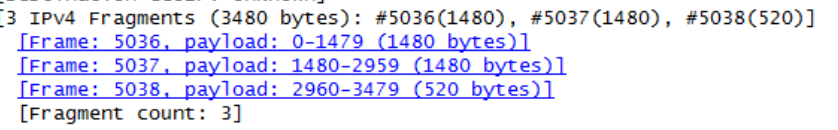 [3 IPv4 Fragments (3480 bytes): #5036(1480), #5037(1480), #5038(520)]
[Frame: 5036, payload: 0-1479 (1480 bytes)]
[Frame: 5037, payload: 1480-2959 (1480 bytes)]
[Frame: 5038, payload: 2960-3479 (520 bytes)]
[Fragment count: 3]